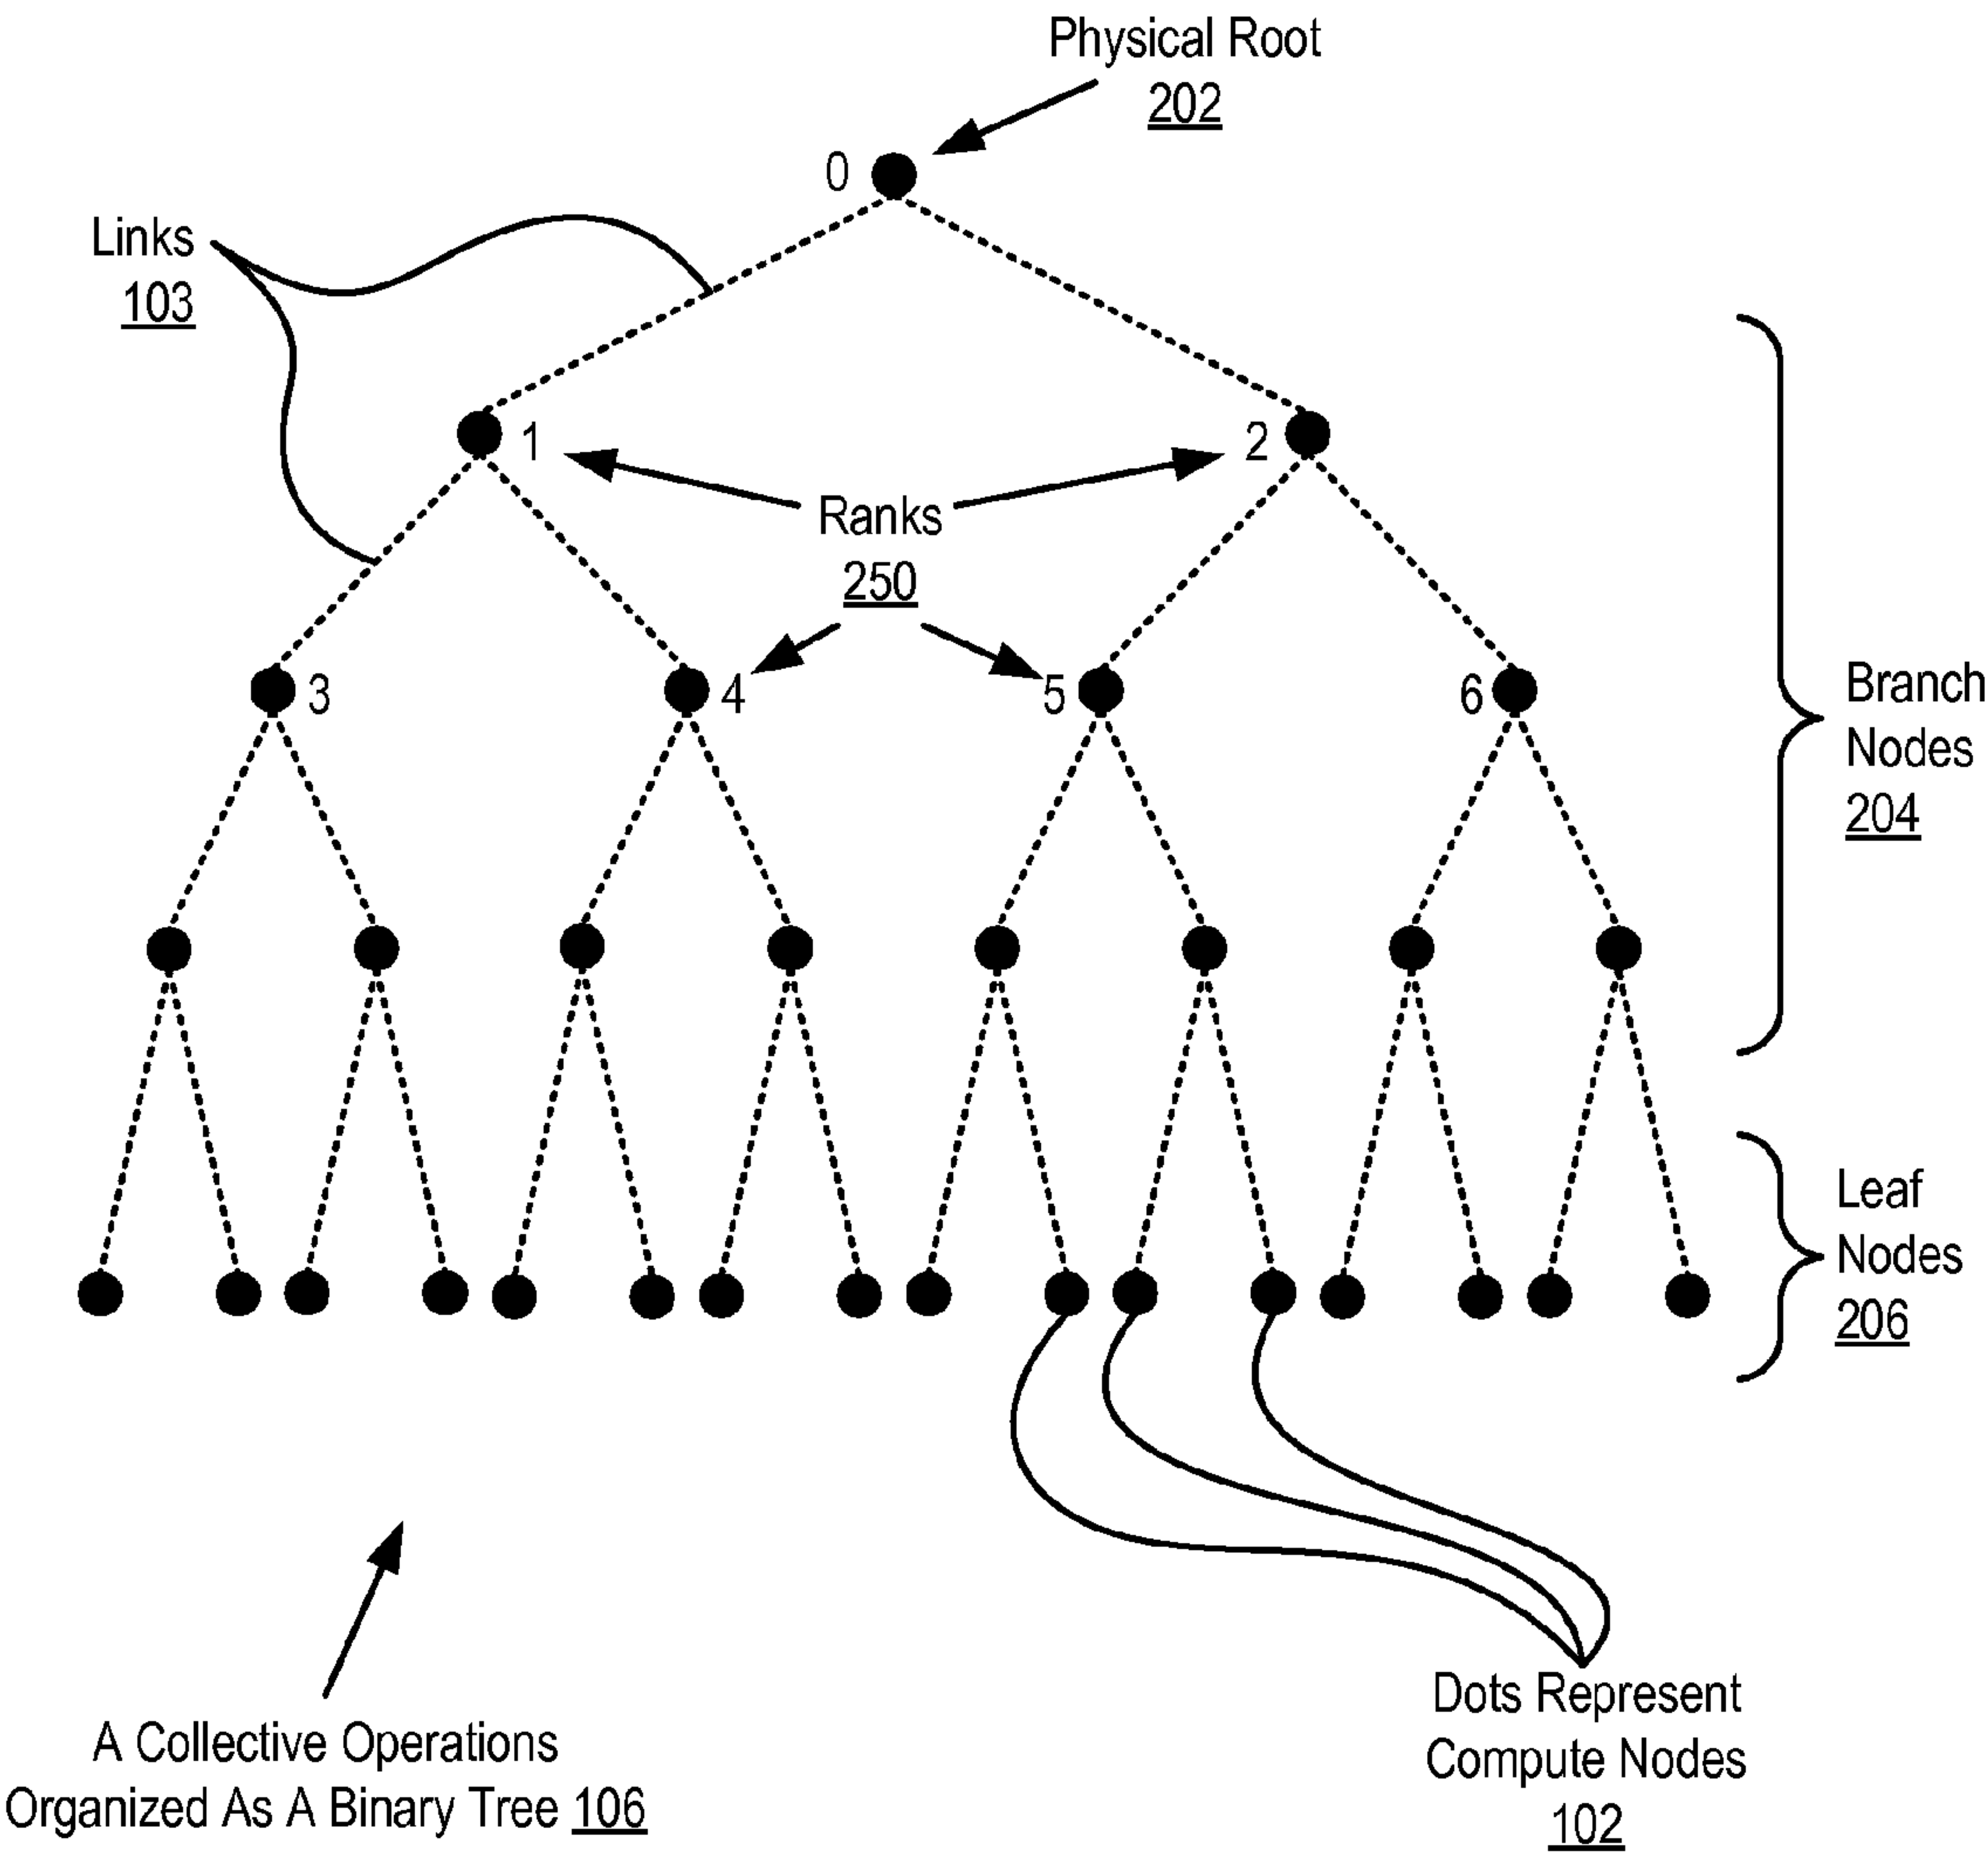 Physical Root
202
0
Links
103
1
2
Ranks
250
3
4
5
6
Branch
Nodes
204
Leaf
Nodes
206
Dots Represent
Compute Nodes
102
A Collective Operations
Organized As A Binary Tree 106